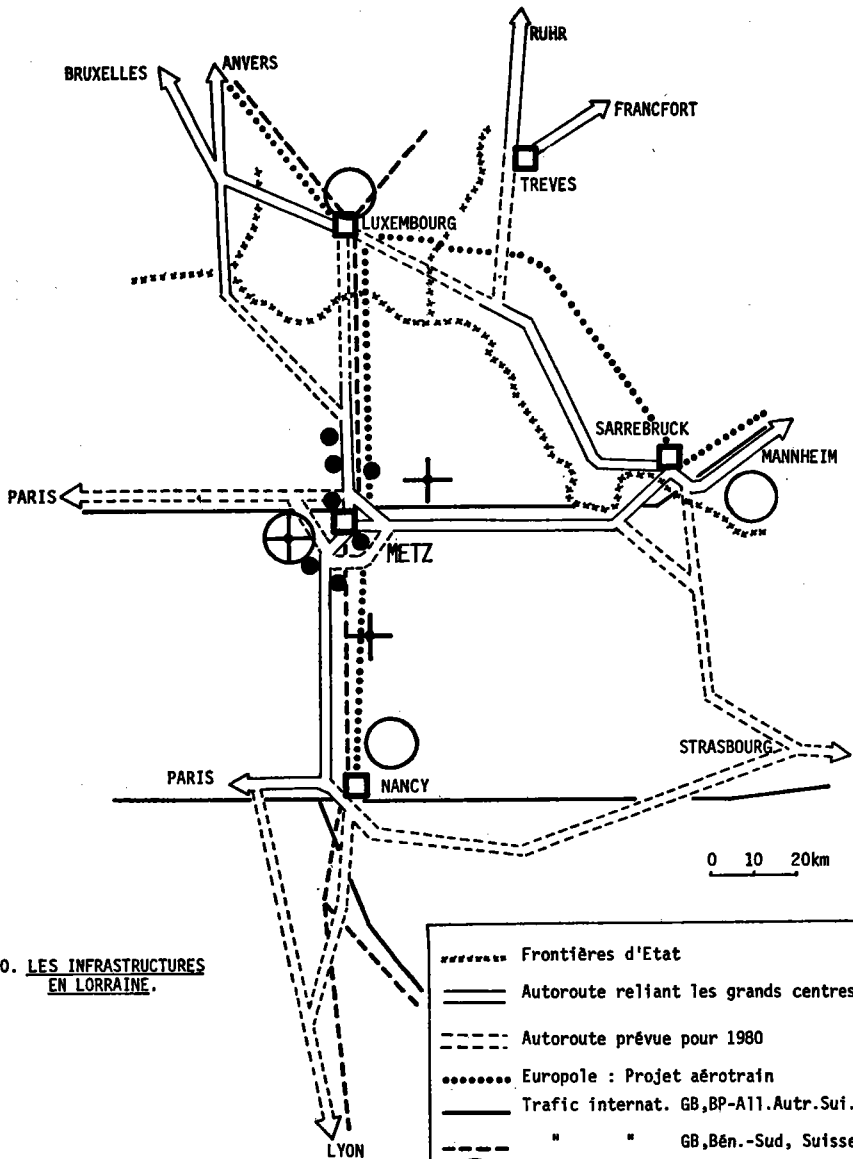 RUHR
BRUXELLES
ANVERS
FRANCFORT
TREVES
LUXEMBOURG
SARREBRUCK
MANNHEIM
PARIS
METZ
STRASBOURG
PARIS
NANCY
0 10 20km
0. LES INFRASTRUCTURES
EN LORRAINE.
Frontières d'Etat
Autoroute reliant les grands centres
Autoroute prévue pour 1980
Europole : Projet aérotrain
Trafic internat. GB,BP-All.Autr.Sui.
" " GB,Bén.-Sud, Suisse
LYON